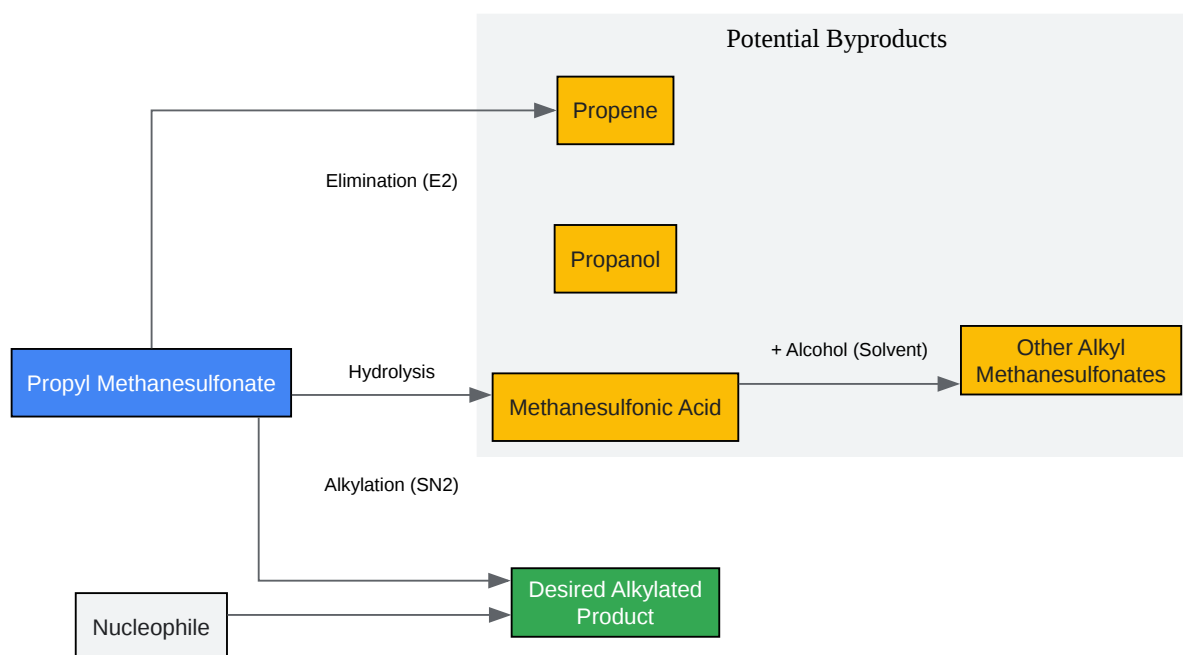 Potential Byproducts
Propene
Elimination (E2)
Propanol
Propyl Methanesulfonate
Hydrolysis
Methanesulfonic Acid
+ Alcohol (Solvent)
Other Alkyl
Methanesulfonates
Alkylation (SN2)
Desired Alkylated
Product
Nucleophile